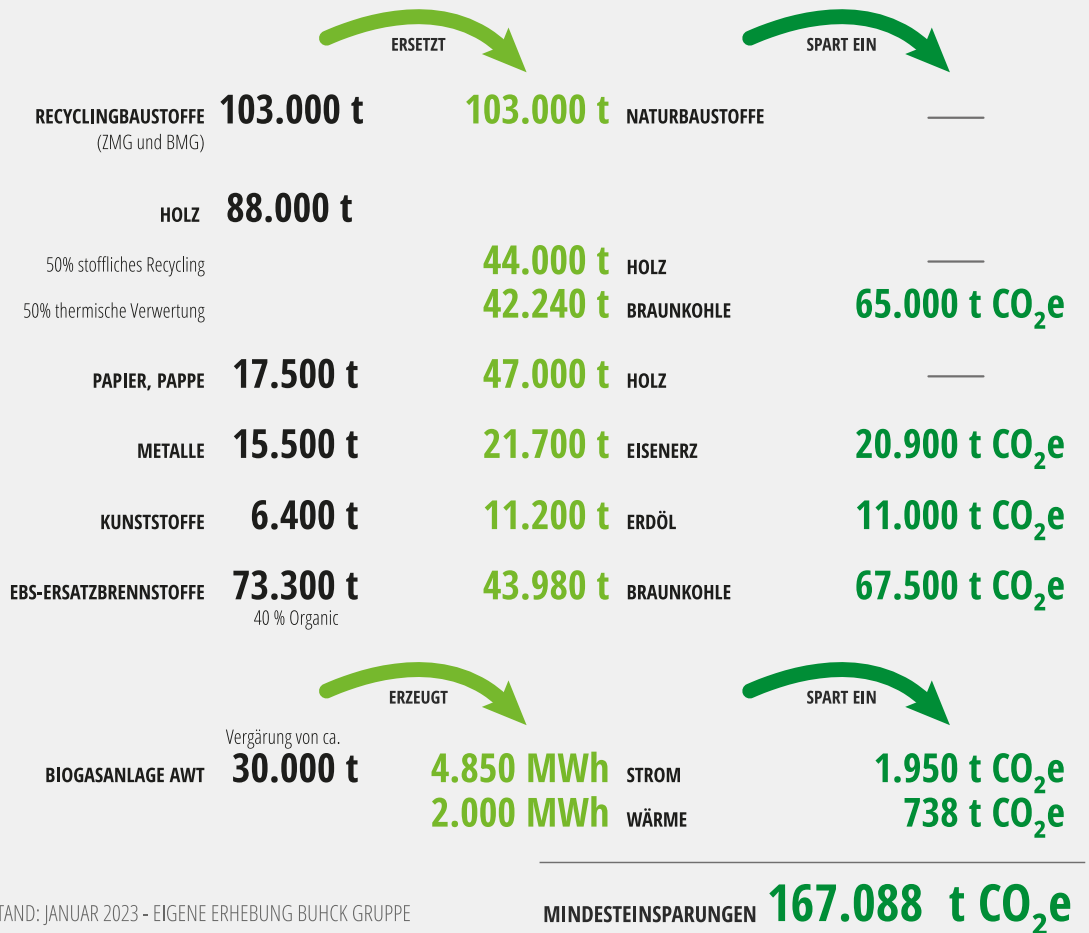 ERSETZT SPART EIN
RECYCLINGBAUSTOFFE 103.000 t 103.000 t NATURBAUSTOFFE
(ZMG und BMG)
HOLZ 88.000 t
50% stoffliches Recycling 44.000 t HOLZ
50% thermische Verwertung 42.240 t BRAUNKOHLE 65.000 t CO₂e
PAPIER, PAPPE 17.500 t 47.000 t HOLZ
METALLE 15.500 t 21.700 t EISENERZ 20.900 t CO₂e
KUNSTSTOFFE 6.400 t 11.200 t ERDÖL 11.000 t CO₂e
EBS-ERSATZBRENNSTOFFE 73.300 t 43.980 t BRAUNKOHLE 67.500 t CO₂e
40 % Organic
ERZEUGT SPART EIN
Vergärung von ca.
BIOGASANLAGE AWT 30.000 t 4.850 MWh STROM 1.950 t CO₂e
2.000 MWh WÄRME 738 t CO₂e
TAND: JANUAR 2023 - EIGENE ERHEBUNG BUHCK GRUPPE MINDESTEINSPARUNGEN 167.088 t CO₂e